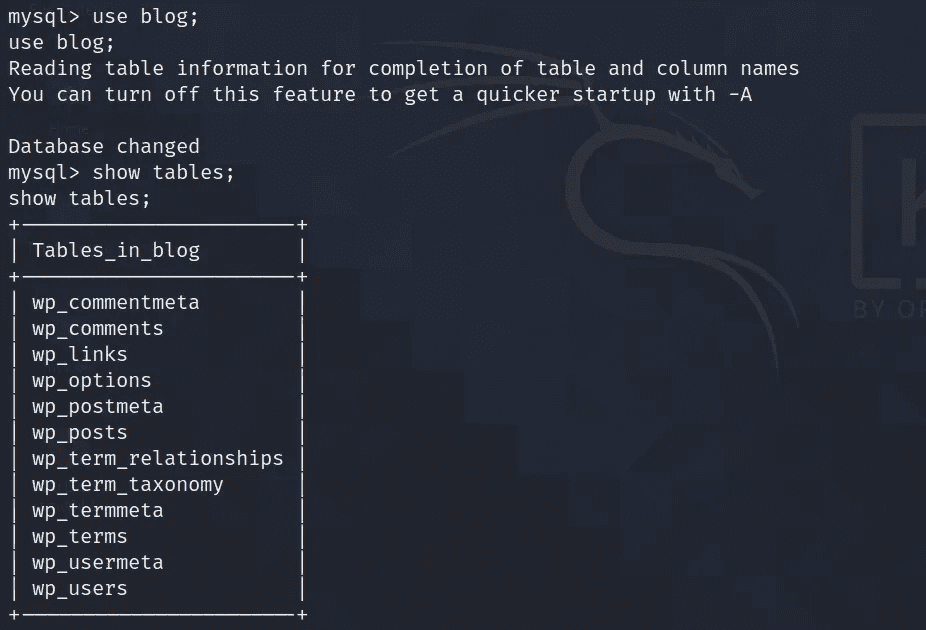 mysql> use blog;
use blog;
Reading table information for completion of table and column names
You can turn off this feature to get a quicker startup with -A
Database changed
mysql> show tables;
show tables;
+-----------------------+
| Tables_in_blog        |
+-----------------------+
| wp_commentmeta        |
| wp_comments           |
| wp_links              |
| wp_options            |
| wp_postmeta           |
| wp_posts              |
| wp_term_relationships |
| wp_term_taxonomy      |
| wp_termmeta           |
| wp_terms              |
| wp_usermeta           |
| wp_users              |
+-----------------------+
BY